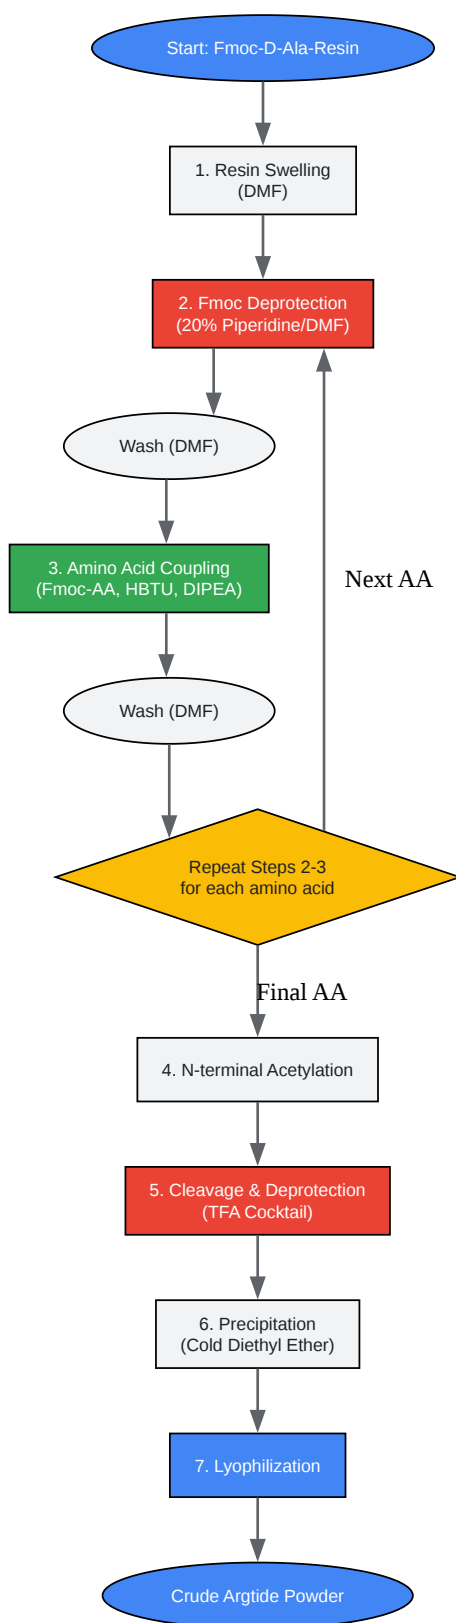 Start: Fmoc-D-Ala-Resin
1. Resin Swelling
(DMF)
2. Fmoc Deprotection
(20% Piperidine/DMF)
Wash (DMF)
3. Amino Acid Coupling
(Fmoc-AA, HBTU, DIPEA)
Next AA
Wash (DMF)
Repeat Steps 2-3
for each amino acid
Final AA
4. N-terminal Acetylation
5. Cleavage & Deprotection
(TFA Cocktail)
6. Precipitation
(Cold Diethyl Ether)
7. Lyophilization
Crude Argtide Powder